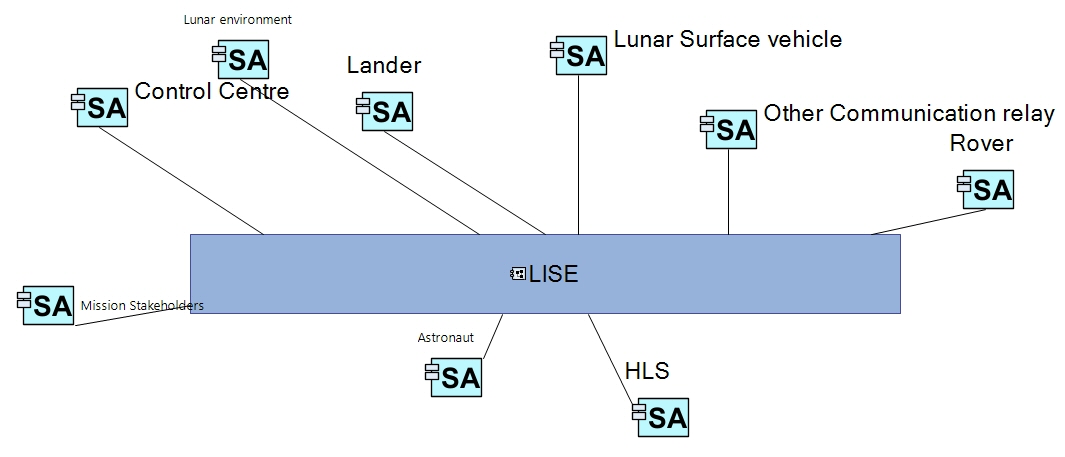 Lunar environment
SA
Lunar Surface vehicle
SA
Lander
SA
Control Centre
SA
Other Communication relay
SA
Rover
SA
LISE
SA
Mission Stakeholders
Astronaut
SA
HLS
SA